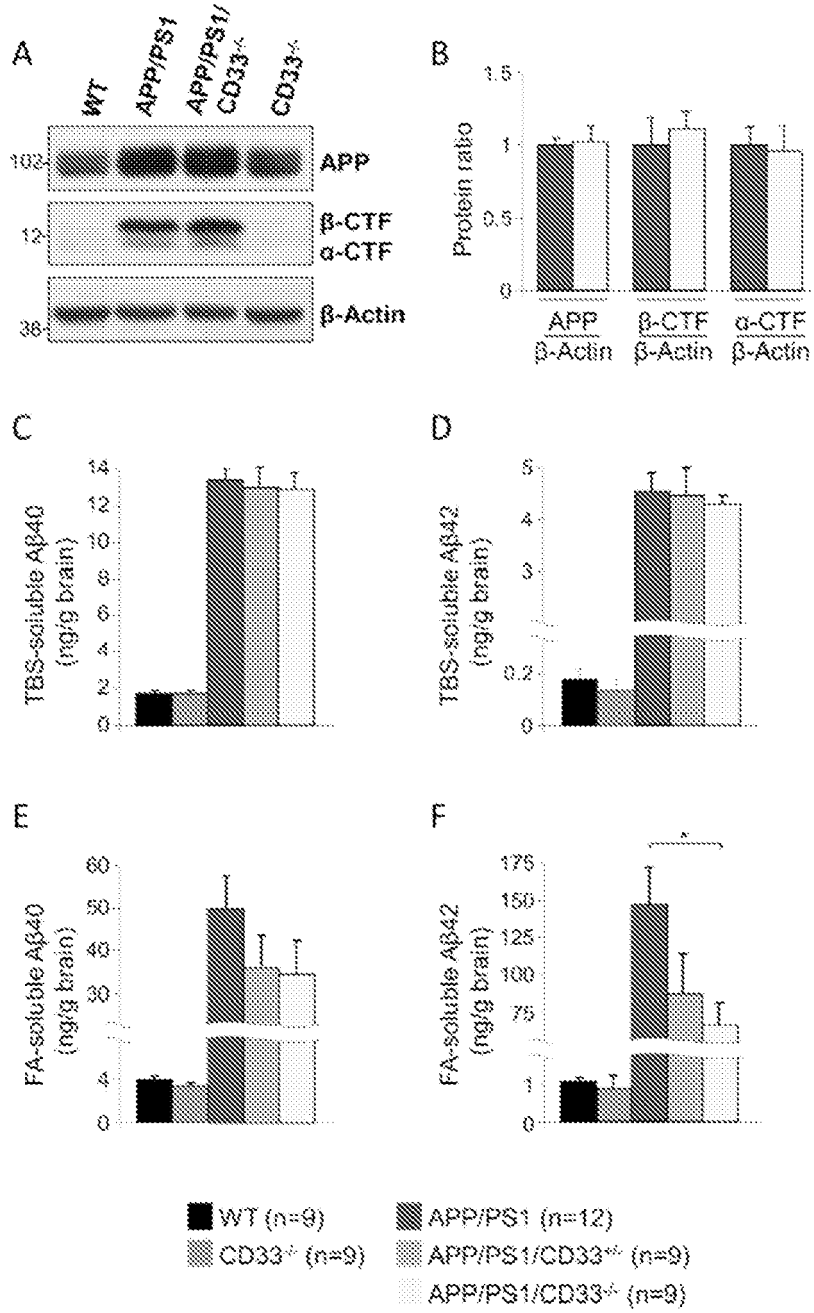 A
WT
APP/PS1
APP/PS1/
CD33-/-
CD33-/-
102-
APP
12-
β-CTF
α-CTF
38-
β-Actin
B
Protein ratio
1.5
1
0.5
0
APP
β-Actin
β-CTF
β-Actin
α-CTF
β-Actin
C
TBS-soluble Aβ40
(ng/g brain)
14
12
10
8
6
4
2
0
D
TBS-soluble Aβ42
(ng/g brain)
5
4
3
0.2
0
E
FA-soluble Aβ40
(ng/g brain)
60
50
40
30
4
0
F
FA-soluble Aβ42
(ng/g brain)
175
150
125
100
75
1
0
*
WT (n=9)
CD33-/- (n=9)
APP/PS1 (n=12)
APP/PS1/CD33+/- (n=9)
APP/PS1/CD33-/- (n=9)